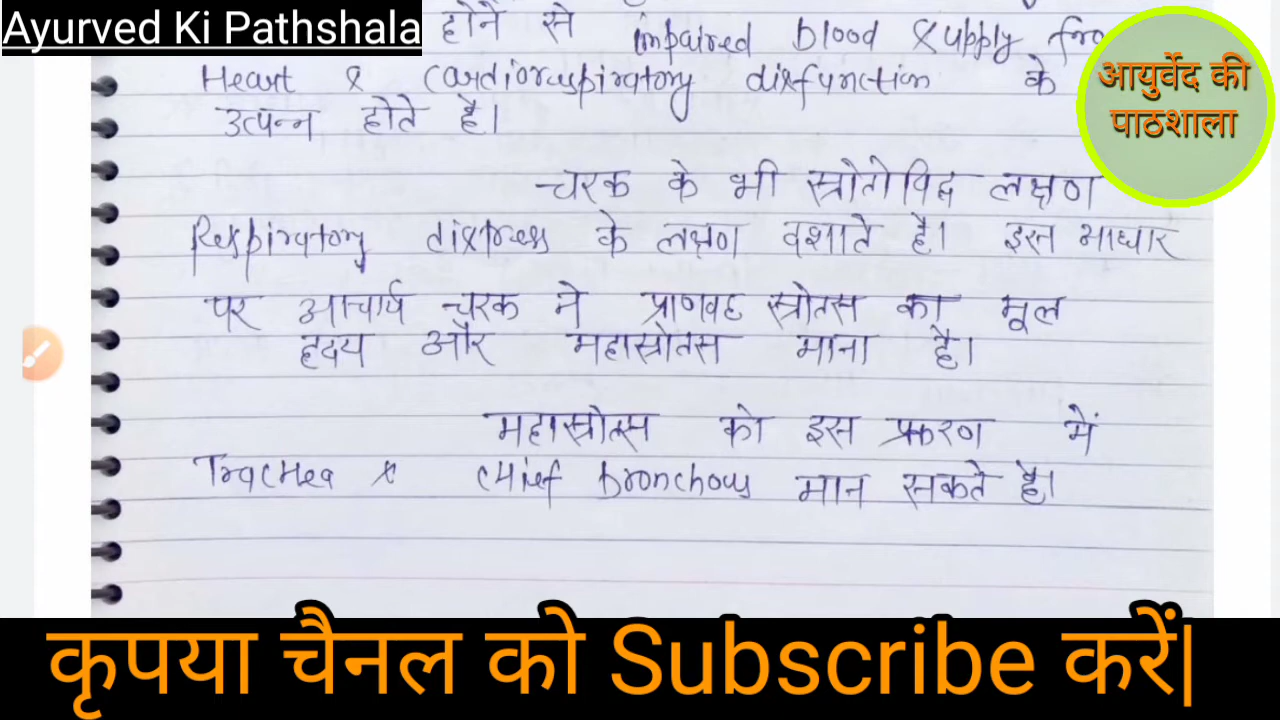 Ayurved Ki Pathshala
होने से impaired blood supply fro
Heart & cardiorespiratory disfunction के
उत्पन्न होते है।
आयुर्वेद की
पाठशाला
चरक के भी स्त्रोतोविद्ध लक्षण
Respiratory distress के लक्षण दर्शाते है। इस आधार
पर आचार्य चरक ने प्राणवह स्त्रोतस का मूल
हृदय और महास्रोतस माना है।
महास्त्रोत्स को इस प्रकरण में
Trachea & chief bronchous मान सकते है।
कृपया चैनल को Subscribe करें|